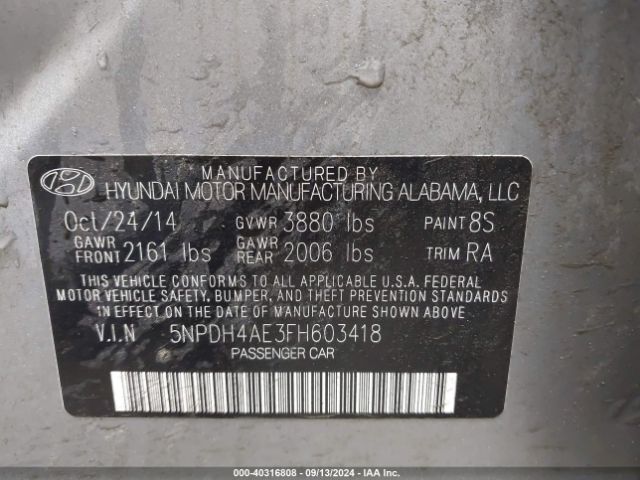 MANUFACTURED BY
HYUNDAI MOTOR MANUFACTURING ALABAMA, LLC
Oct/24/14 GVWR 3880 lbs PAINT 8S
GAWR FRONT 2161 lbs GAWR REAR 2006 lbs TRIM RA
THIS VEHICLE CONFORMS TO ALL APPLICABLE U.S.A. FEDERAL
MOTOR VEHICLE SAFETY, BUMPER, AND THEFT PREVENTION STANDARDS
IN EFFECT ON THE DATE OF MANUFACTURE SHOWN ABOVE.
V.I.N 5NPDH4AE3FH603418
PASSENGER CAR
000-40316808 - 09/13/2024 - IAA Inc.